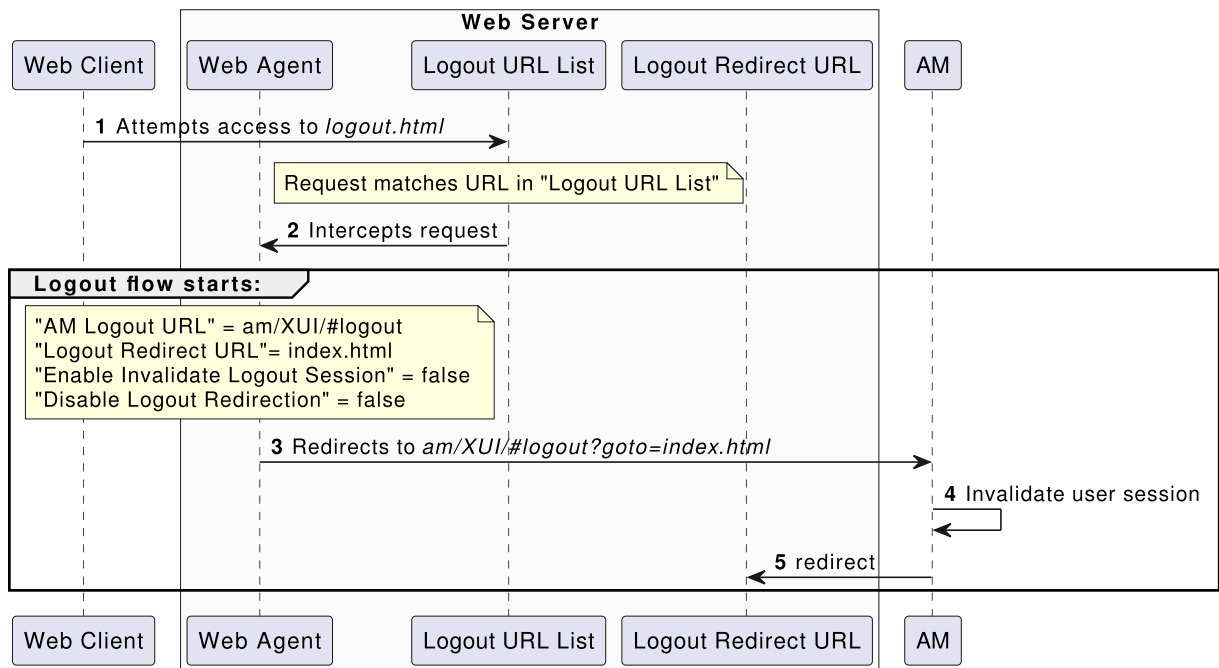 Web Server
Web Client
Web Agent
Logout URL List
Logout Redirect URL
AM
1 Attempts access to logout.html
Request matches URL in "Logout URL List"
2 Intercepts request
Logout flow starts:
"AM Logout URL" = am/XUI/#logout
"Logout Redirect URL"= index.html
"Enable Invalidate Logout Session" = false
"Disable Logout Redirection" = false
3 Redirects to am/XUI/#logout?goto=index.html
4 Invalidate user session
5 redirect
Web Client
Web Agent
Logout URL List
Logout Redirect URL
AM